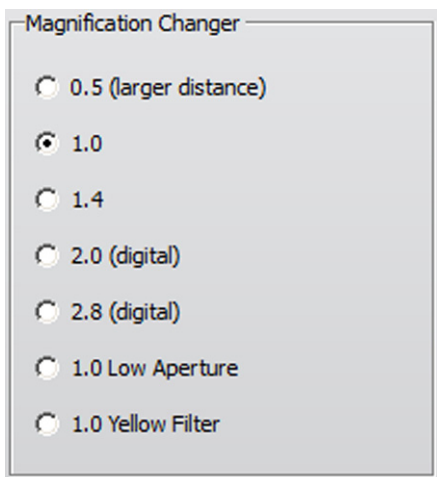 Magnification Changer
0.5 (larger distance)
1.0
1.4
2.0 (digital)
2.8 (digital)
1.0 Low Aperture
1.0 Yellow Filter